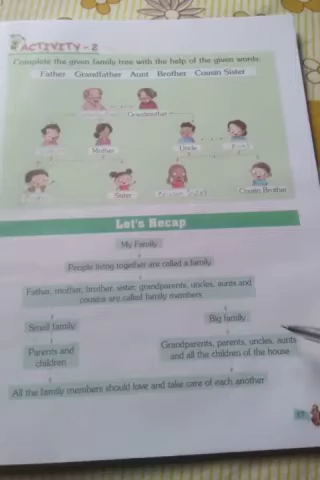 ACTIVITY - 2
Complete the given family tree with the help of the given words.
Father Grandfather Aunt Brother Cousin Sister
Grandmother
Mother Uncle
Sister Cousin Brother
Let's Recap
My Family
People living together are called a family
Father, mother, brother, sister, grandparents, uncles, aunts and
cousins are called family members
Small family
Big family
Parents and
children
Grandparents, parents, uncles, aunts
and all the children of the house
All the family members should love and take care of each another